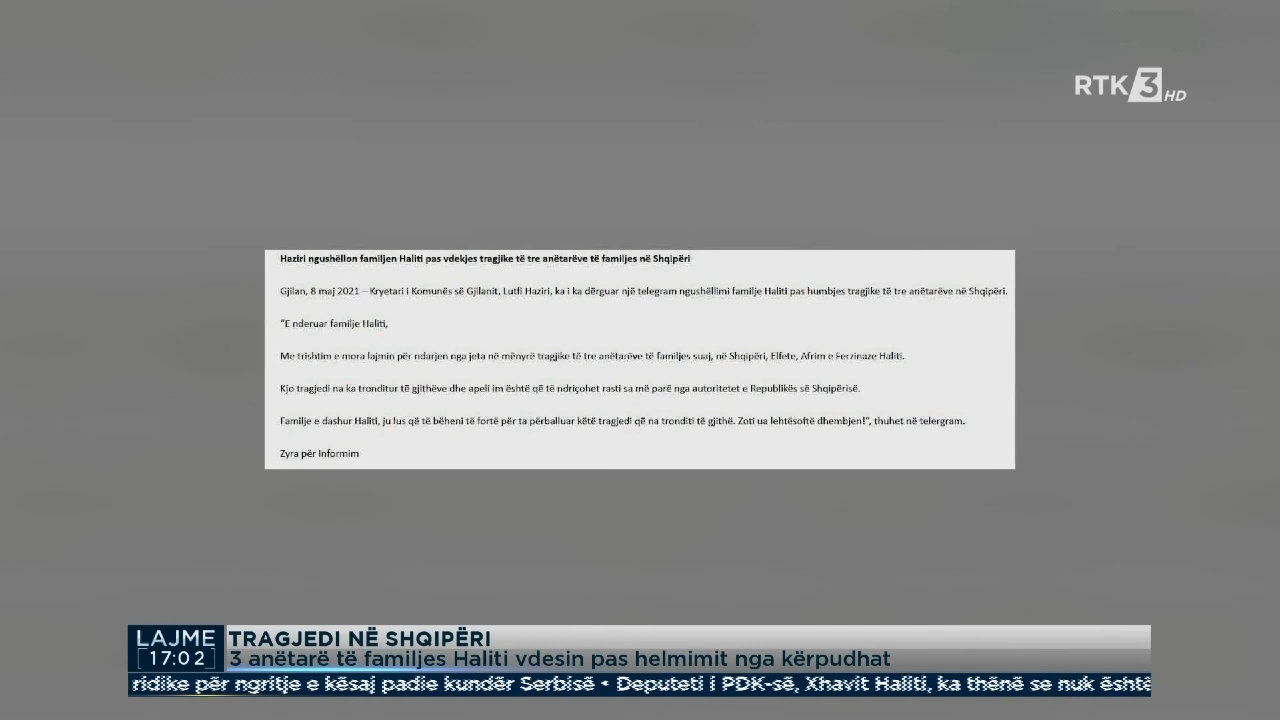 RTK 3 HD
Haziri ngushëllon familjen Haliti pas vdekjes tragjike të tre anëtarëve të familjes në Shqipëri
Gjilan, 8 maj 2021 – Kryetari i Komunës së Gjilanit, Lutfi Haziri, ka i ka dërguar një telegram ngushëllimi familje Haliti pas humbjes tragjike të tre anëtarëve në Shqipëri.
“E nderuar familje Haliti,
Me trishtim e mora lajmin për ndarjen nga jeta në mënyrë tragjike të tre anëtarëve të familjes suaj, në Shqipëri, Elfete, Afrim e Ferzinaze Haliti.
Kjo tragjedi na ka tronditur të gjithëve dhe apeli im është që të ndriçohet rasti sa më parë nga autoritetet e Republikës së Shqipërisë.
Familje e dashur Haliti, ju lus që të bëheni të fortë për ta përballuar këtë tragjedi që na tronditi të gjithë. Zoti ua lehtësoftë dhembjen!”, thuhet në telergram.
Zyra për Informim
LAJME
17:02
TRAGJEDI NË SHQIPËRI
3 anëtarë të familjes Haliti vdesin pas helmimit nga kërpudhat
ridike për ngritje e kësaj padie kundër Serbisë • Deputeti i PDK-së, Xhavit Haliti, ka thënë se nuk është